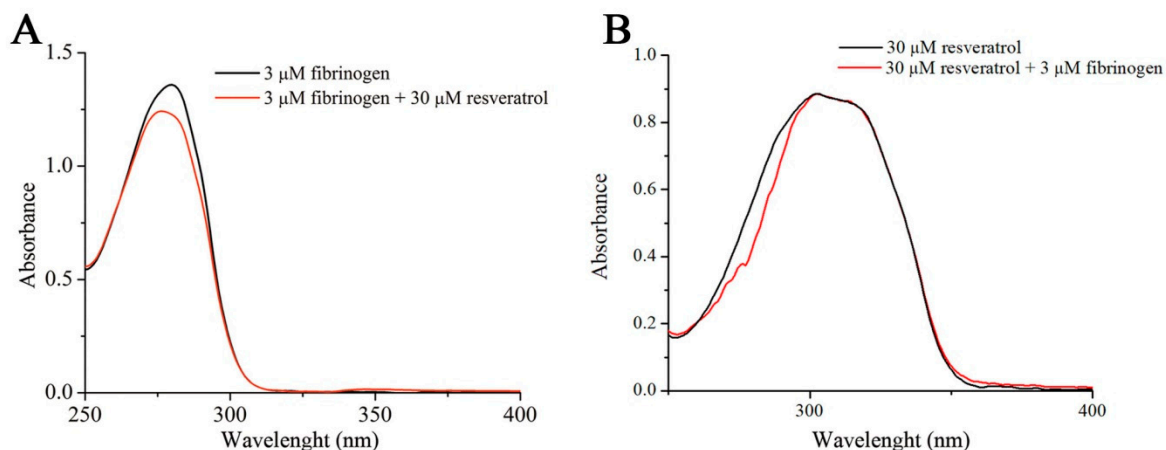 A
1.5
1.0
0.5
0.0
Absorbance
250
300
350
400
Wavelenght (nm)
3 µM fibrinogen
3 µM fibrinogen + 30 µM resveratrol
B
1.0
0.8
0.6
0.4
0.2
0.0
Absorbance
300
400
Wavelenght (nm)
30 µM resveratrol
30 µM resveratrol + 3 µM fibrinogen